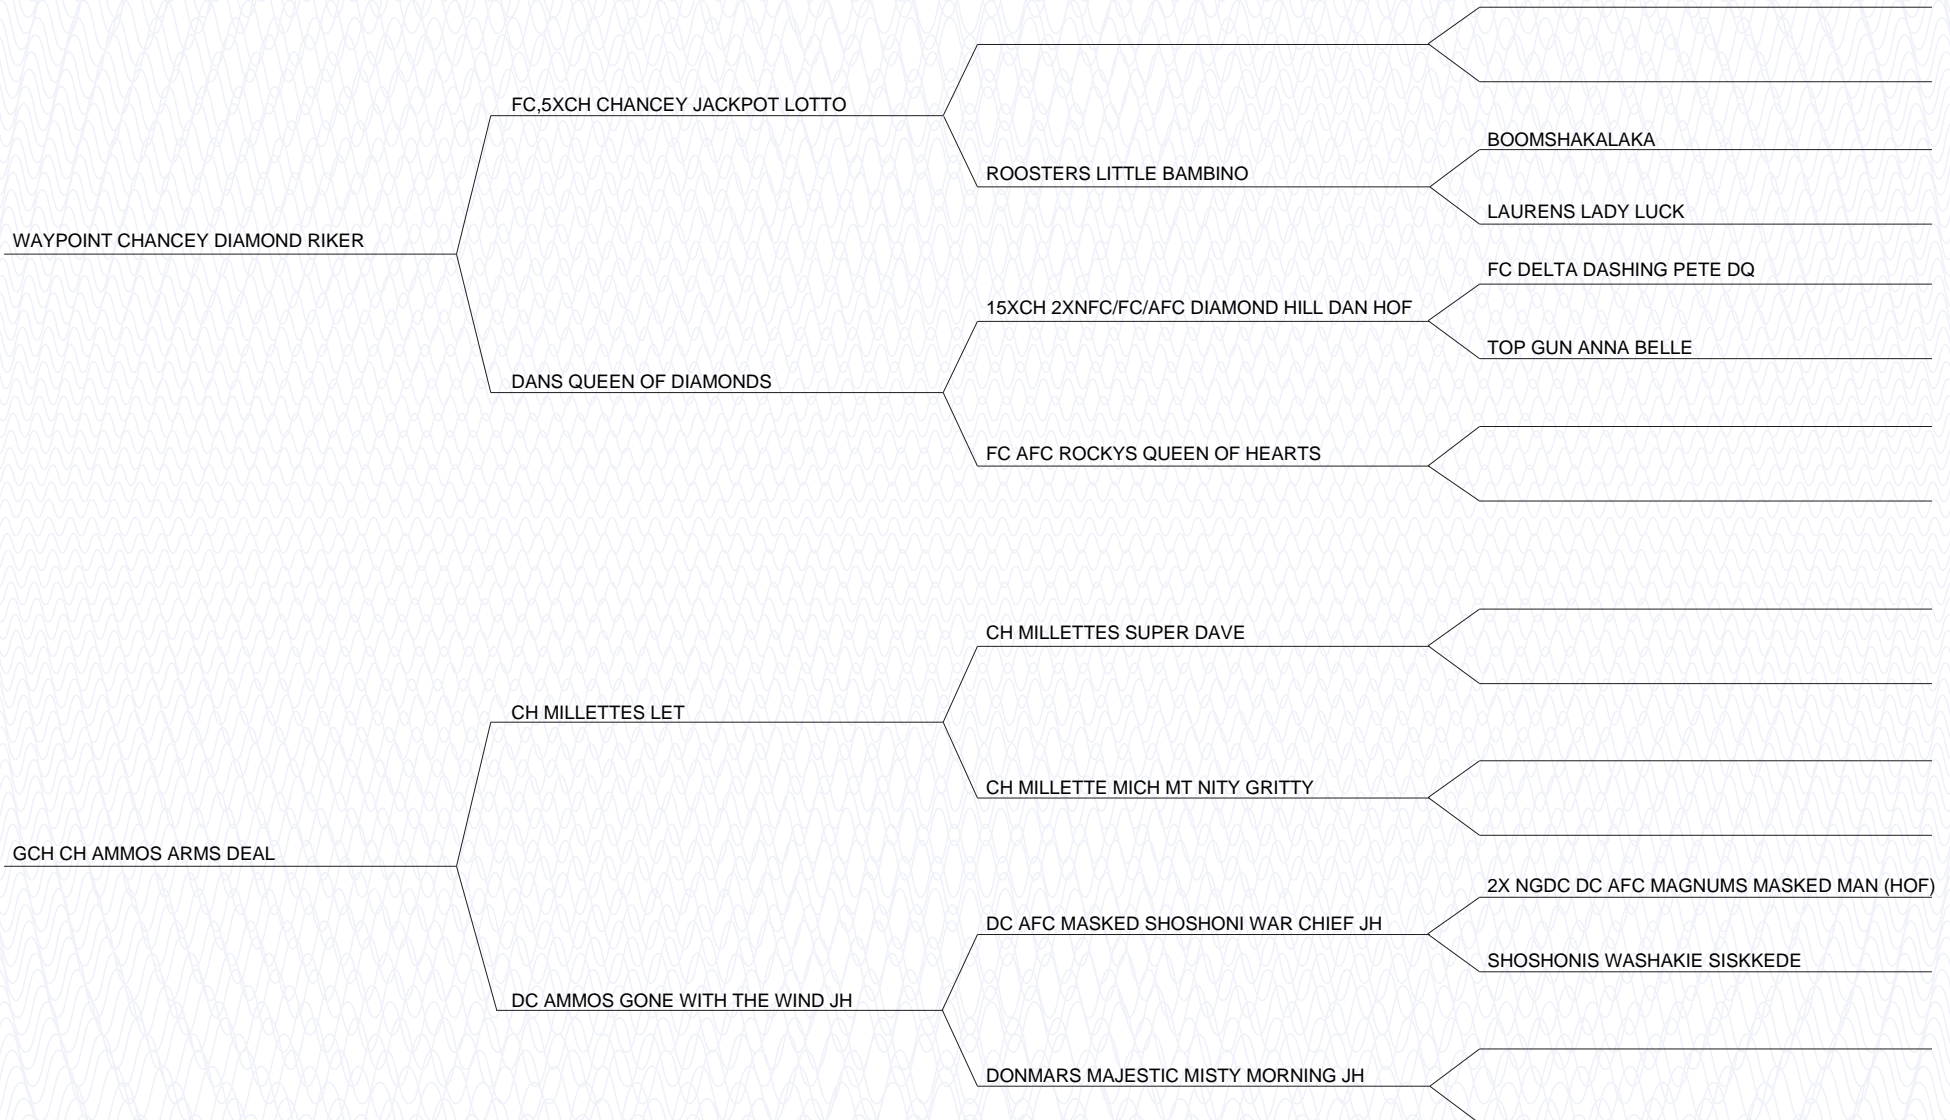 FC,5XCH CHANCEY JACKPOT LOTTO
BOOMSHAKALAKA
ROOSTERS LITTLE BAMBINO
LAURENS LADY LUCK
WAYPOINT CHANCEY DIAMOND RIKER
FC DELTA DASHING PETE DQ
15XCH 2XNFC/FC/AFC DIAMOND HILL DAN HOF
TOP GUN ANNA BELLE
DANS QUEEN OF DIAMONDS
FC AFC ROCKYS QUEEN OF HEARTS
CH MILLETTES SUPER DAVE
CH MILLETTES LET
CH MILLETTE MICH MT NITY GRITTY
GCH CH AMMOS ARMS DEAL
2X NGDC DC AFC MAGNUMS MASKED MAN (HOF)
DC AFC MASKED SHOSHONI WAR CHIEF JH
SHOSHONIS WASHAKIE SISKKEDE
DC AMMOS GONE WITH THE WIND JH
DONMARS MAJESTIC MISTY MORNING JH